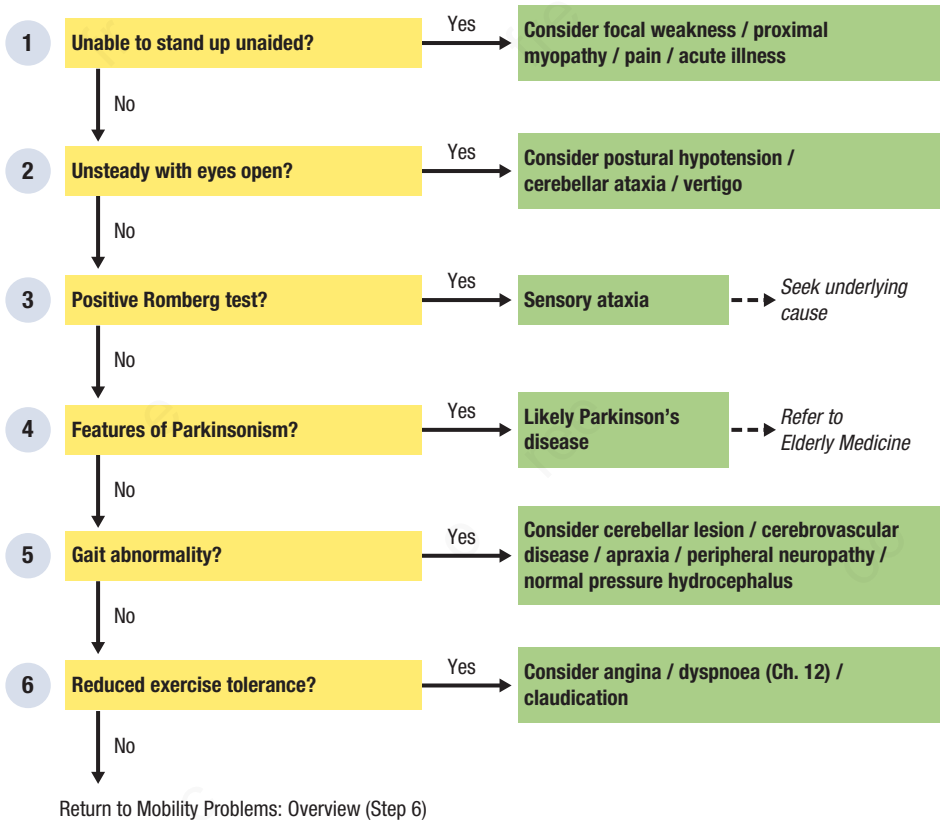 1
Unable to stand up unaided?
Yes
Consider focal weakness / proximal
myopathy / pain / acute illness
No
2
Unsteady with eyes open?
Yes
Consider postural hypotension /
cerebellar ataxia / vertigo
No
3
Positive Romberg test?
Yes
Sensory ataxia
Seek underlying
cause
No
4
Features of Parkinsonism?
Yes
Likely Parkinson’s
disease
Refer to
Elderly Medicine
No
5
Gait abnormality?
Yes
Consider cerebellar lesion / cerebrovascular
disease / apraxia / peripheral neuropathy /
normal pressure hydrocephalus
No
6
Reduced exercise tolerance?
Yes
Consider angina / dyspnoea (Ch. 12) /
claudication
No
Return to Mobility Problems: Overview (Step 6)